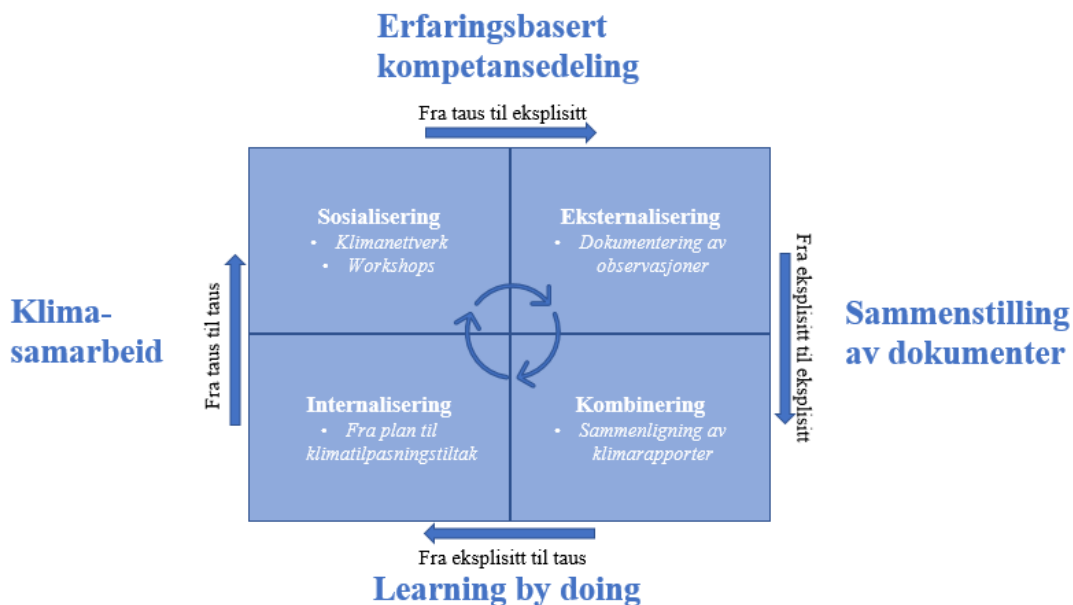 Erfaringsbasert
kompetansedeling
Fra taus til eksplisitt
Sosialisering
• Klimanettverk
• Workshops
Eksternalisering
• Dokumentering av
observasjoner
Klima-
samarbeid
Fra taus til taus
Fra eksplisitt til eksplisitt
Sammenstilling
av dokumenter
Internalisering
• Fra plan til
klimatilpasningstiltak
Kombinering
• Sammenligning av
klimarapporter
Fra eksplisitt til taus
Learning by doing